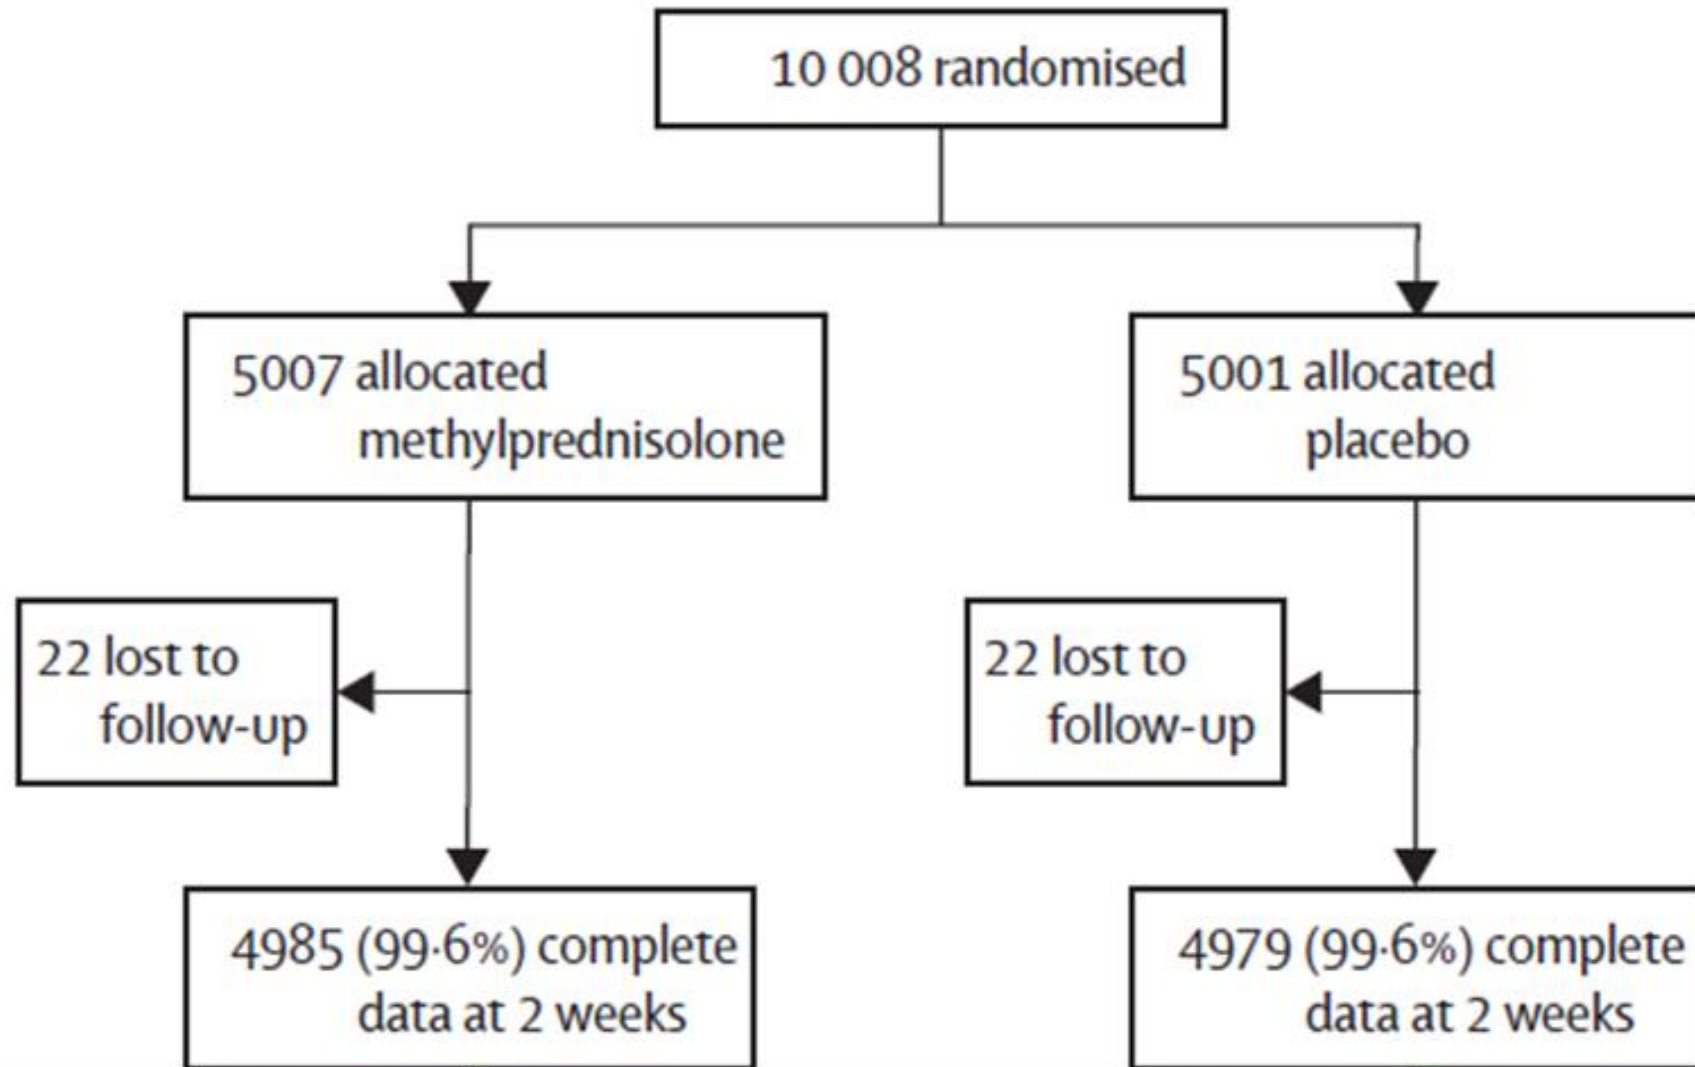 10 008 randomised
5007 allocated
methylprednisolone
5001 allocated
placebo
22 lost to
follow-up
22 lost to
follow-up
4985 (99·6%) complete
data at 2 weeks
4979 (99·6%) complete
data at 2 weeks